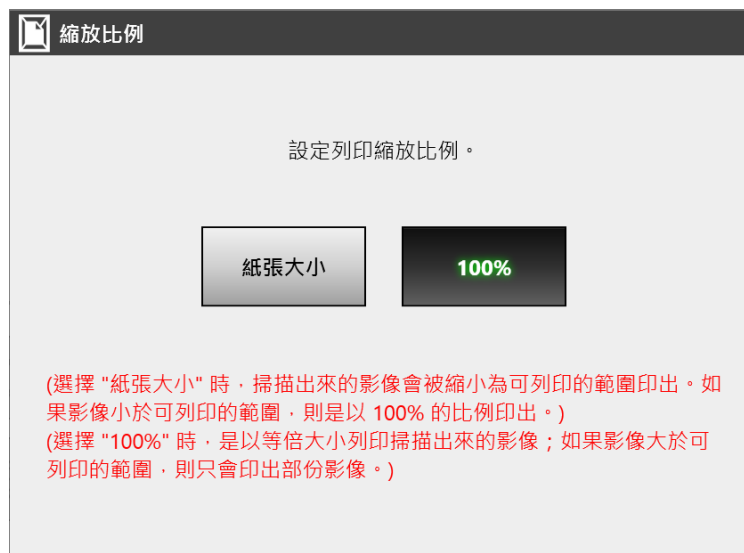 縮放比例
設定列印縮放比例。
紙張大小
100%
(選擇 "紙張大小" 時，掃描出來的影像會被縮小為可列印的範圍印出。如
果影像小於可列印的範圍，則是以 100% 的比例印出。)
(選擇 "100%" 時，是以等倍大小列印掃描出來的影像；如果影像大於可
列印的範圍，則只會印出部份影像。)